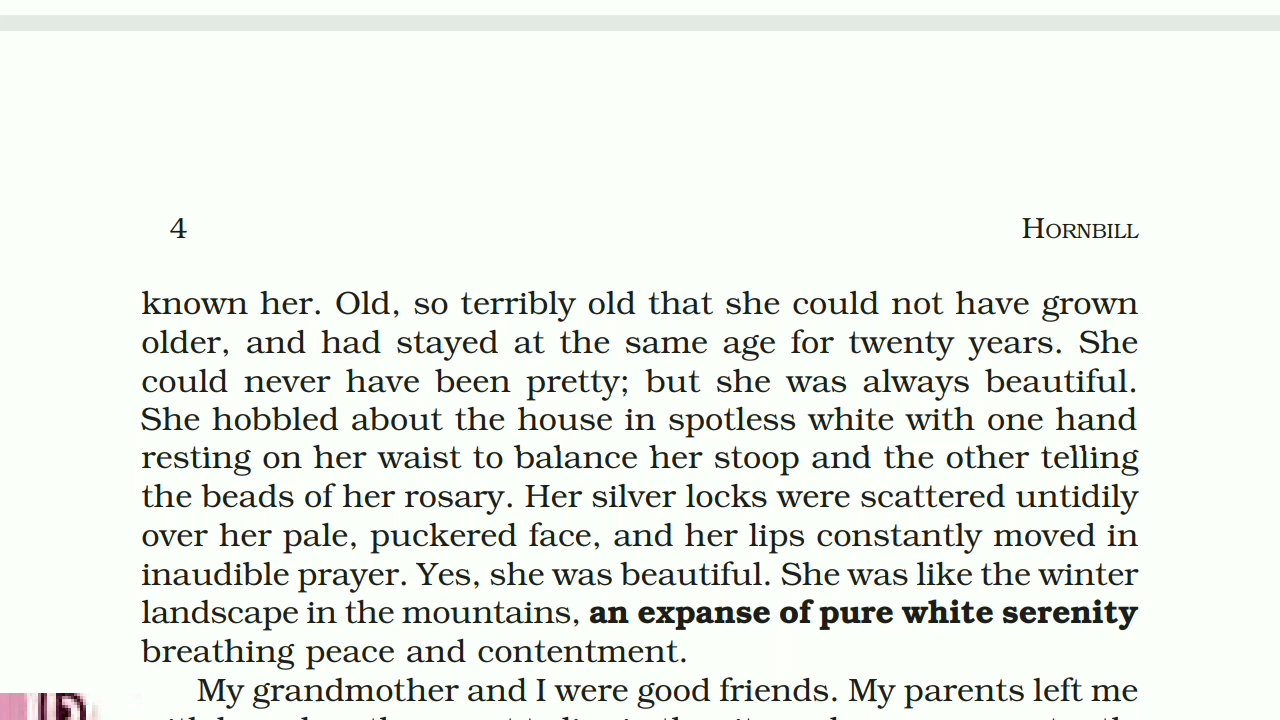 4 HORNBILL
known her. Old, so terribly old that she could not have grown
older, and had stayed at the same age for twenty years. She
could never have been pretty; but she was always beautiful.
She hobbled about the house in spotless white with one hand
resting on her waist to balance her stoop and the other telling
the beads of her rosary. Her silver locks were scattered untidily
over her pale, puckered face, and her lips constantly moved in
inaudible prayer. Yes, she was beautiful. She was like the winter
landscape in the mountains, an expanse of pure white serenity
breathing peace and contentment.
My grandmother and I were good friends. My parents left me